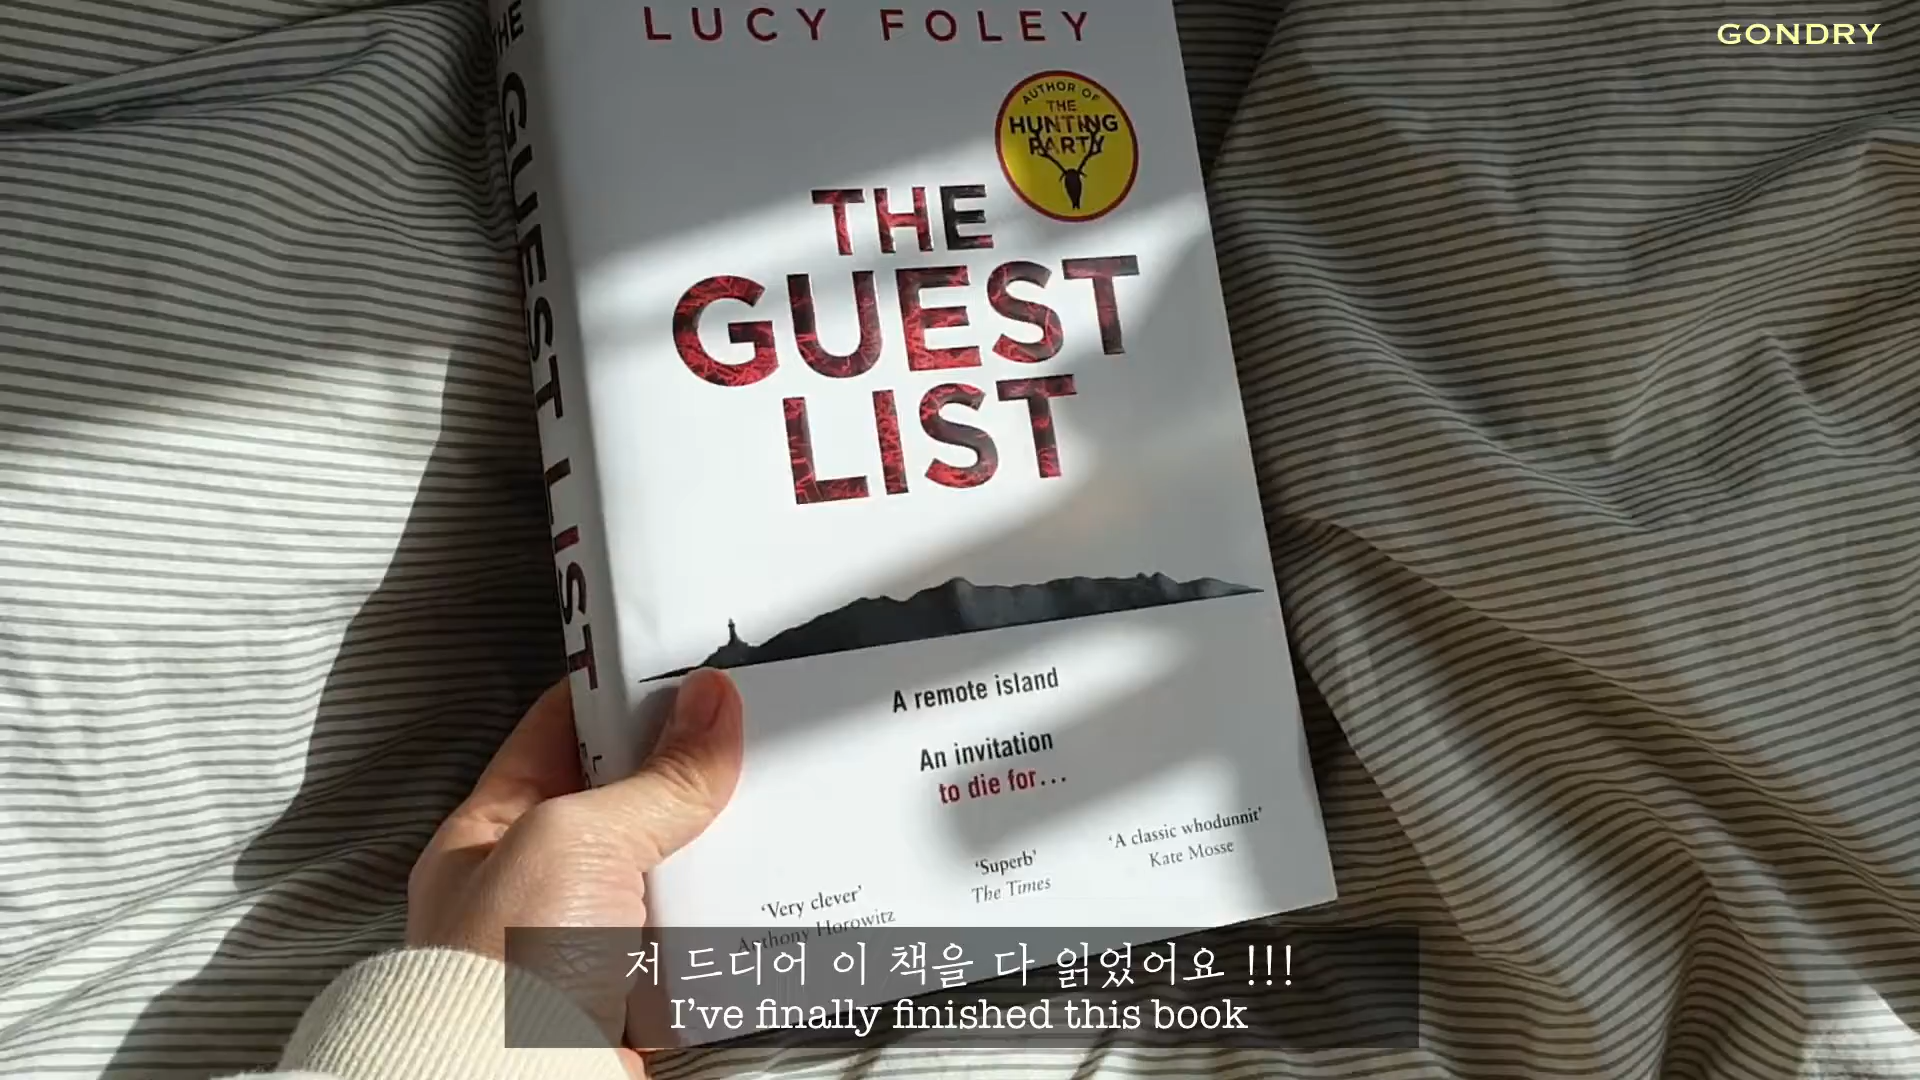 GONDRY
LUCY FOLEY
AUTHOR OF
THE
HUNTING
PARTY
THE
GUEST
LIST
THE GUEST LIST
A remote island
An invitation
to die for...
'A classic whodunnit'
Kate Mosse
'Superb'
The Times
'Very clever'
Anthony Horowitz
저 드디어 이 책을 다 읽었어요 !!!
I've finally finished this book